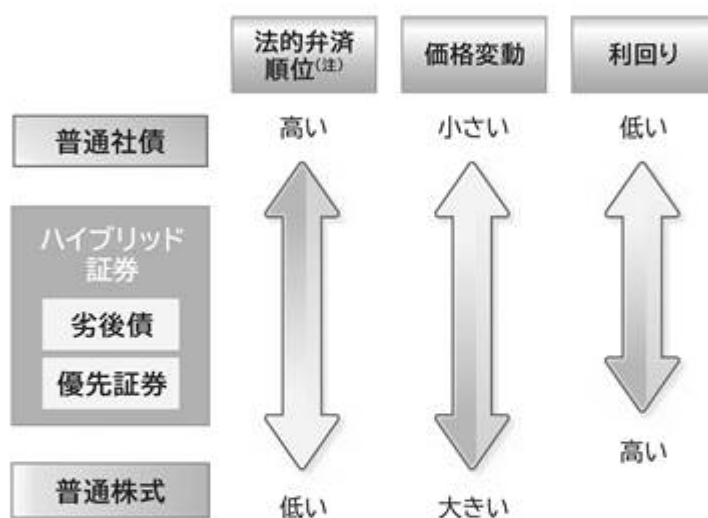 法的弁済
順位(注)
価格変動
利回り
普通社債
高い
小さい
低い
ハイブリッド
証券
劣後債
優先証券
高い
普通株式
低い
大きい